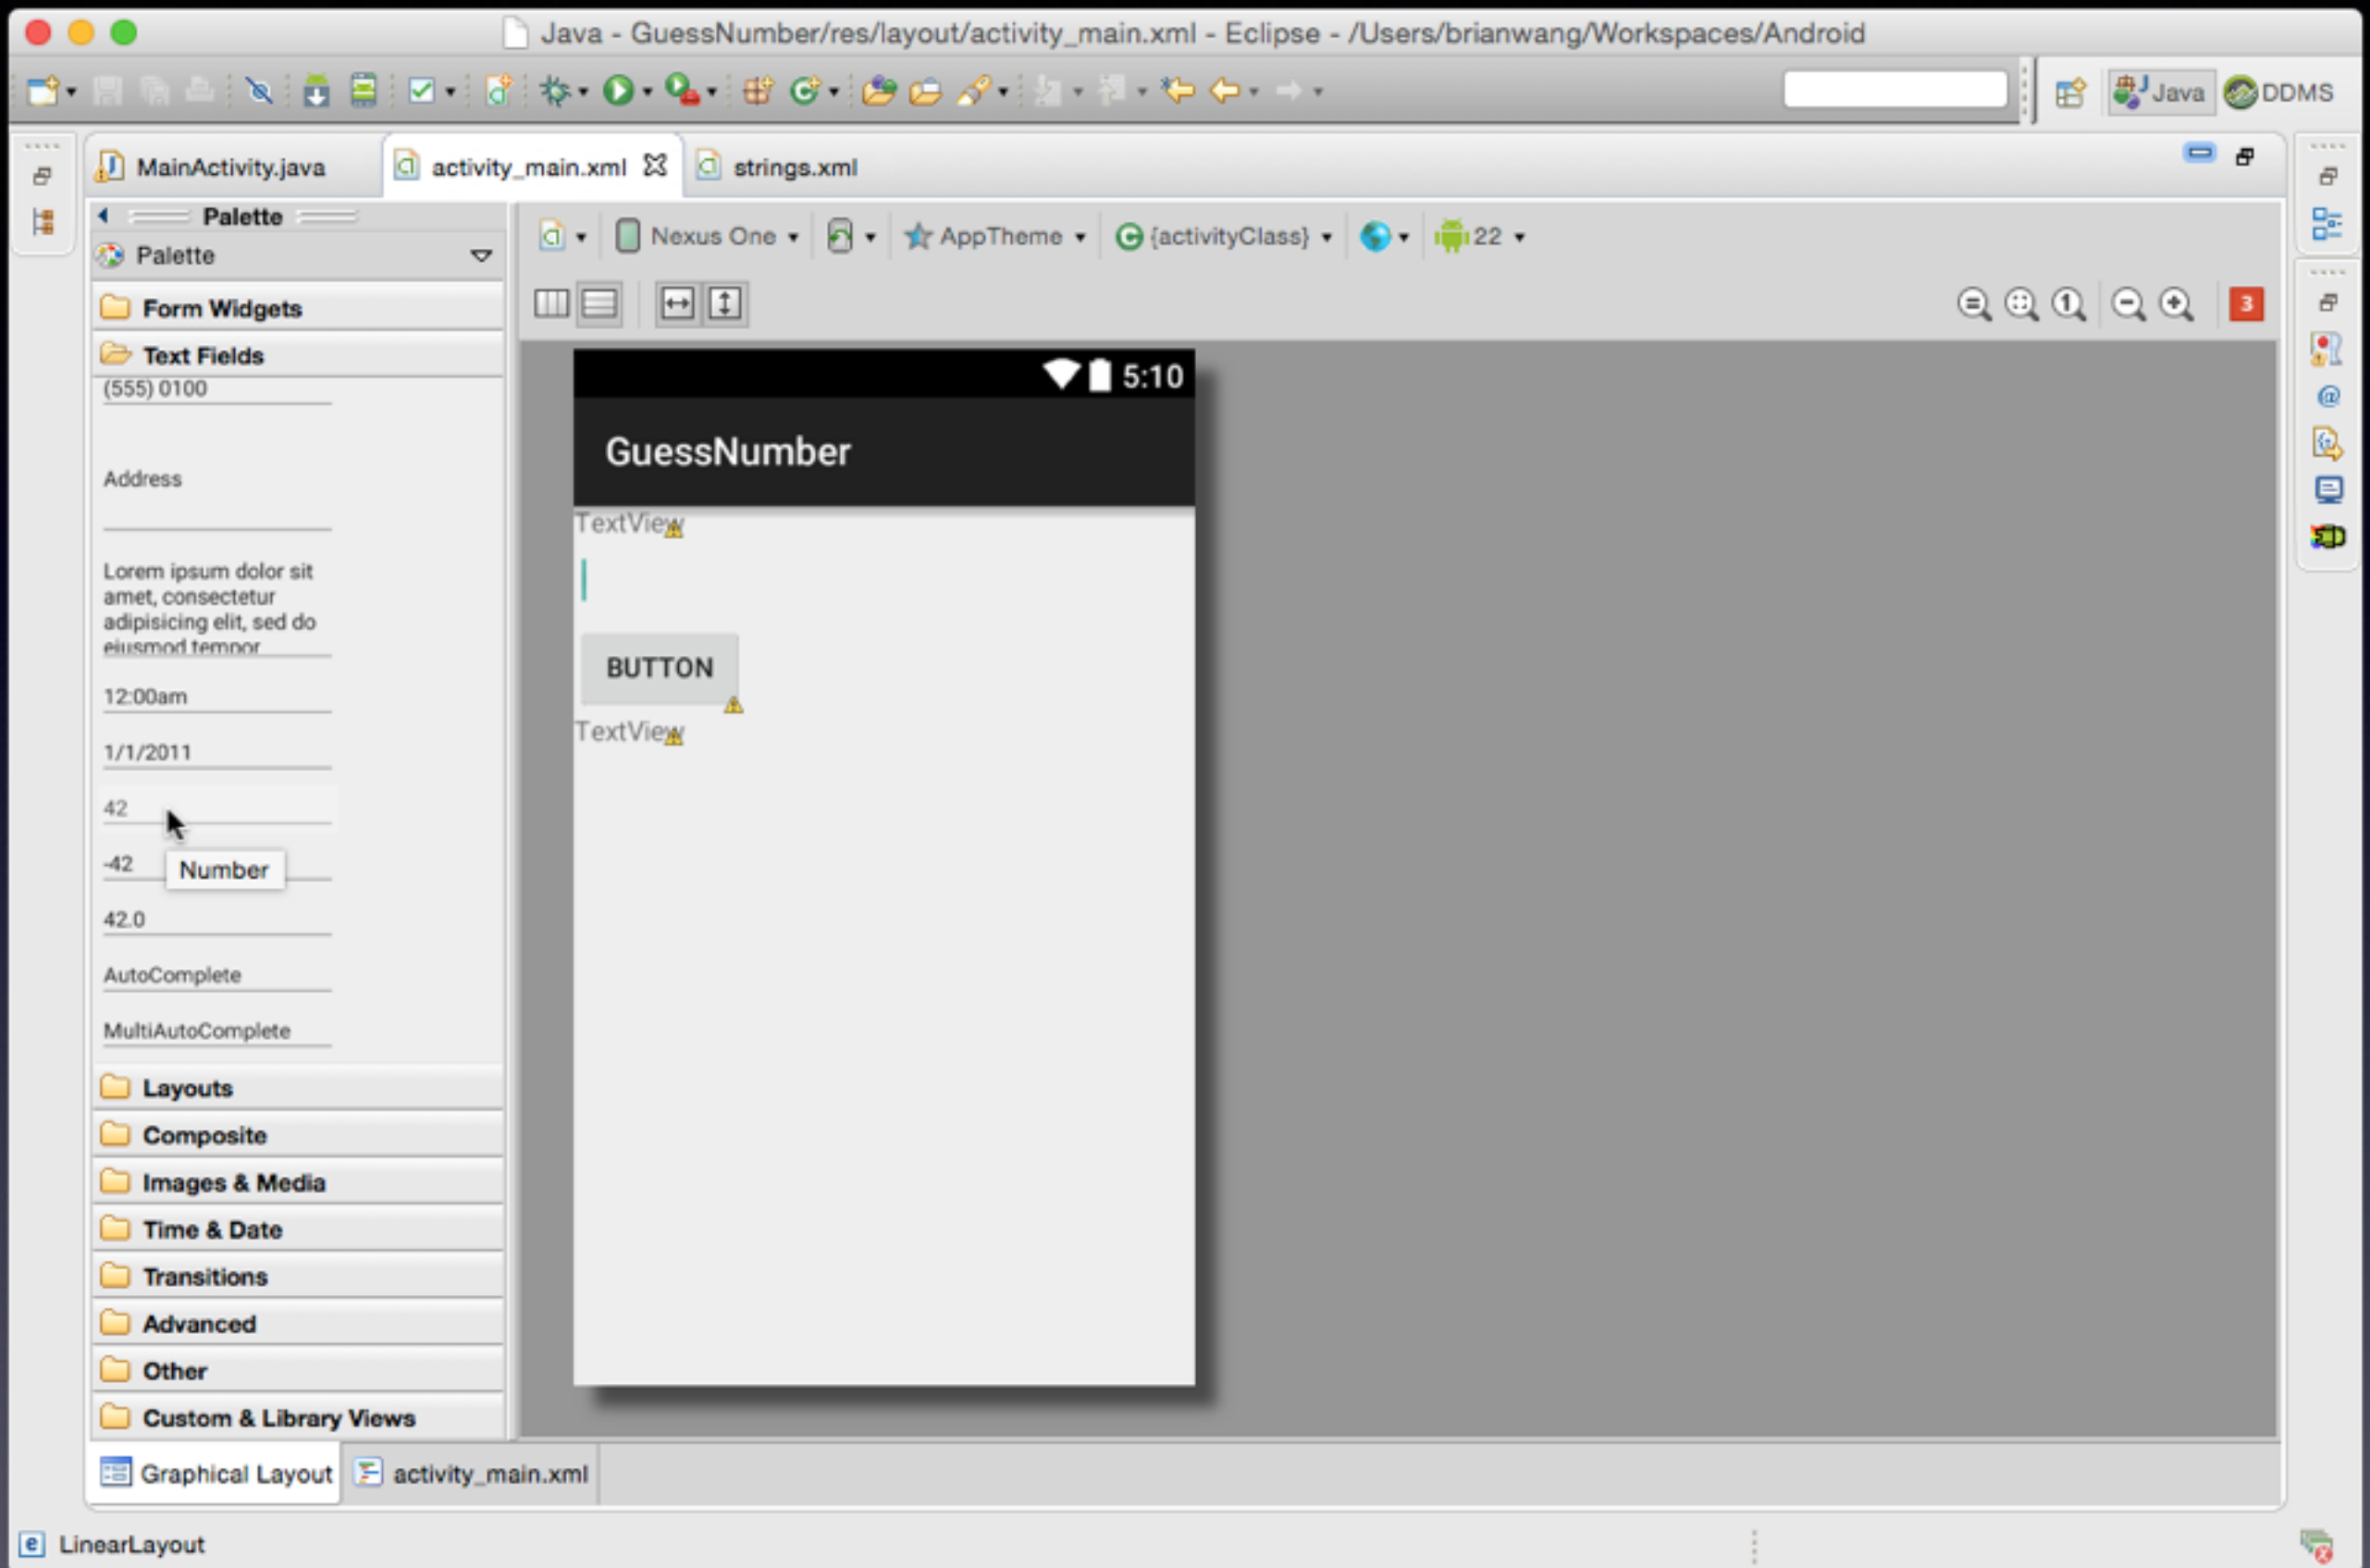 Java - GuessNumber/res/layout/activity_main.xml - Eclipse - /Users/brianwang/Workspaces/Android
Java DDMS
MainActivity.java activity_main.xml strings.xml
Palette
Palette
Nexus One AppTheme {activityClass} 22
1 3
Form Widgets
Text Fields
(555) 0100
Address
Lorem ipsum dolor sit
amet, consectetur
adipisicing elit, sed do
eiusmod tempor
12:00am
1/1/2011
42
-42
Number
42.0
AutoComplete
MultiAutoComplete
Layouts
Composite
Images & Media
Time & Date
Transitions
Advanced
Other
Custom & Library Views
5:10
GuessNumber
TextView
BUTTON
TextView
Graphical Layout activity_main.xml
LinearLayout